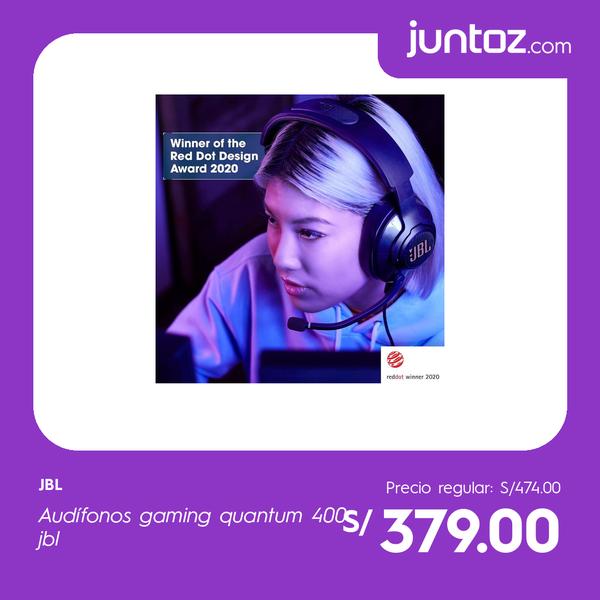 juntoz.com
Winner of the
Red Dot Design
Award 2020
JBL
reddot winner 2020
JBL
Precio regular: S/474.00
Audífonos gaming quantum 400
jbl
S/ 379.00